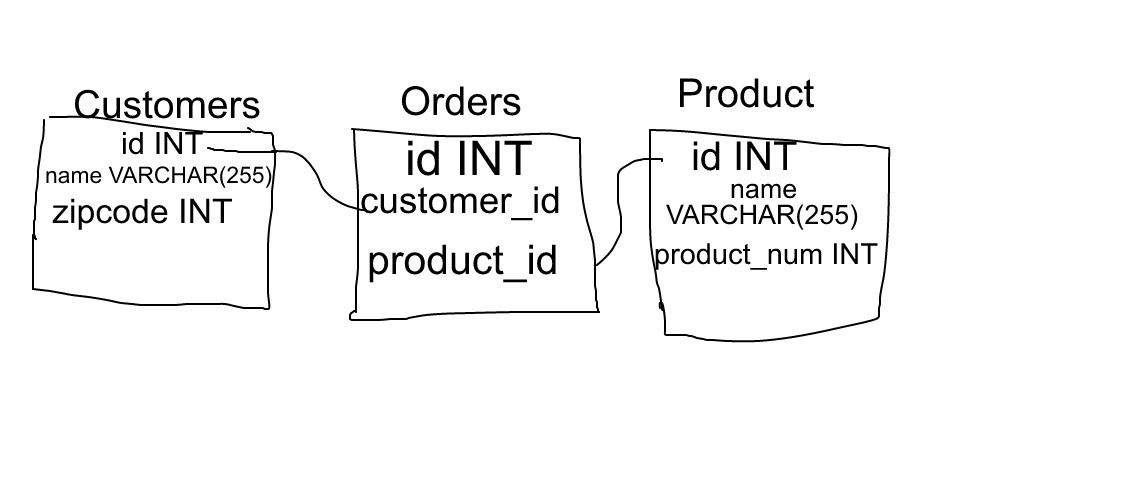 Customers
id INT
name VARCHAR(255)
zipcode INT
Orders
id INT
customer_id
product_id
Product
id INT
name
VARCHAR(255)
product_num INT